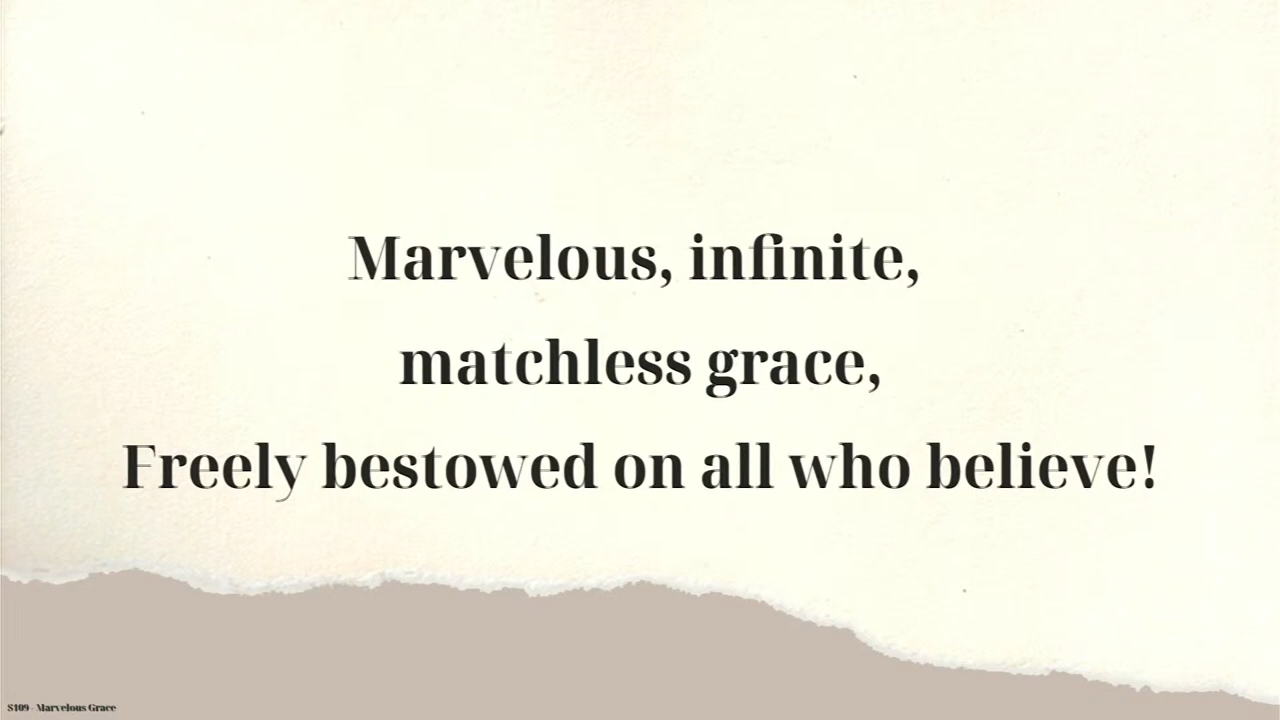 Marvelous, infinite,
matchless grace,
Freely bestowed on all who believe!
S109 - Marvelous Grace